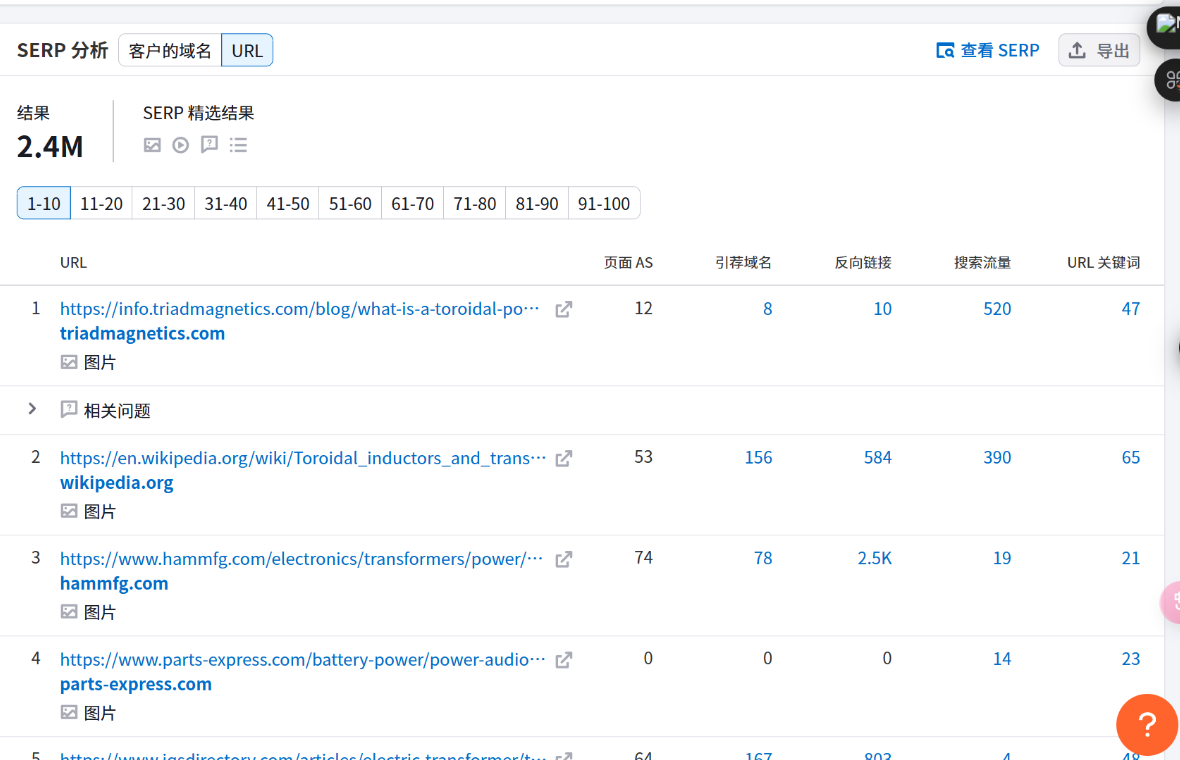 SERP 分析 客户的域名 URL 查看 SERP 导出
结果 SERP 精选结果
2.4M
1-10 11-20 21-30 31-40 41-50 51-60 61-70 71-80 81-90 91-100
URL 页面 AS 引荐域名 反向链接 搜索流量 URL 关键词
1 https://info.triadmagnetics.com/blog/what-is-a-toroidal-po··· 12 8 10 520 47
triadmagnetics.com
图片
相关问题
2 https://en.wikipedia.org/wiki/Toroidal_inductors_and_trans··· 53 156 584 390 65
wikipedia.org
图片
3 https://www.hammfg.com/electronics/transformers/power/··· 74 78 2.5K 19 21
hammfg.com
图片
4 https://www.parts-express.com/battery-power/power-audio··· 0 0 0 14 23
parts-express.com
图片
5 https://www.iqsdirectory.com/articles/electric-transformer/t··· 64 167 803 4 48
?